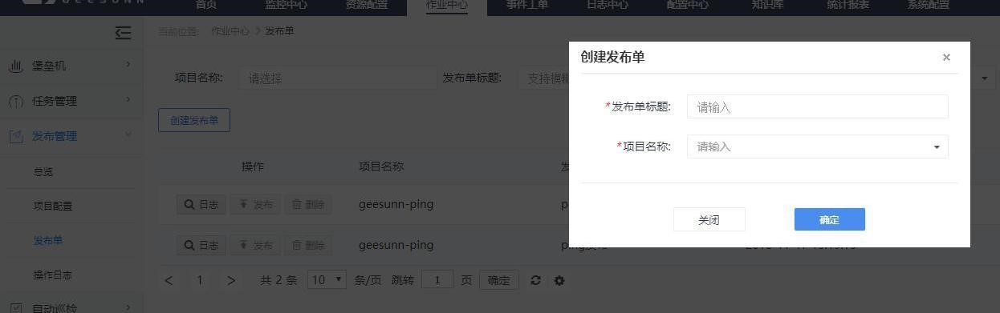 GEESUNN 首页 监控中心 资源配置 作业中心 事件工单 日志中心 配置中心 知识库 统计报表 系统配置
当前位置: 作业中心 > 发布单
堡垒机
任务管理
发布管理
总览
项目配置
发布单
操作日志
自动巡检
项目名称: 请选择 发布单标题: 支持模糊
创建发布单
操作 项目名称
日志 发布 删除 geesunn-ping
日志 发布 删除 geesunn-ping
< 1 > 共 2 条 10 条/页 跳转 1 页 确定
创建发布单 ×
*发布单标题: 请输入
*项目名称: 请输入
关闭 确定